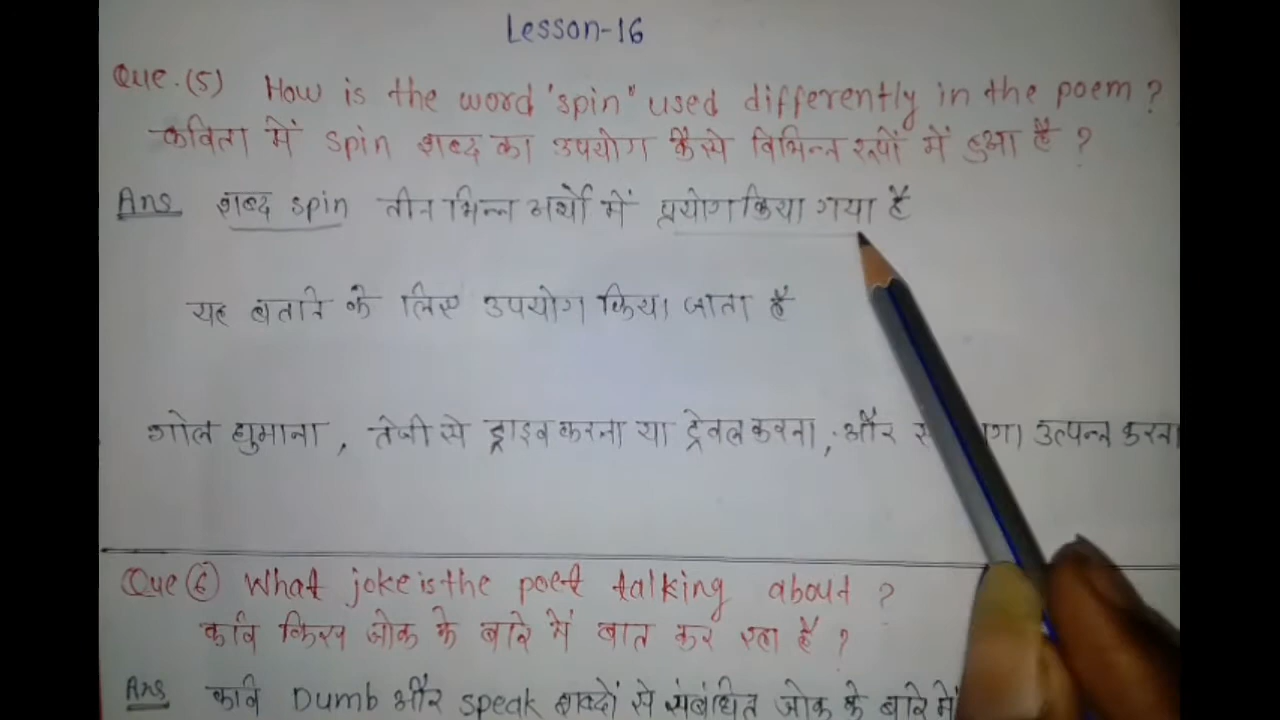 Lesson-16
Que.(5) How is the word 'spin" used differently in the poem?
कविता में spin शब्द का उपयोग कैसे विभिन्न रूपों में हुआ है ?
Ans शब्द spin तीन भिन्न अर्थों में प्रयोग किया गया है
यह बताने के लिए उपयोग किया जाता है
गोल घुमाना , तेजी से ड्राइव करना या ट्रेवल करना , और उत्पन्न करना
Que (6) What joke is the poet talking about ?
कवि किस जोक के बारे में बात कर रहा है ?
Ans कवि Dumb और speak शब्दों से संबंधित जोक के बारे में